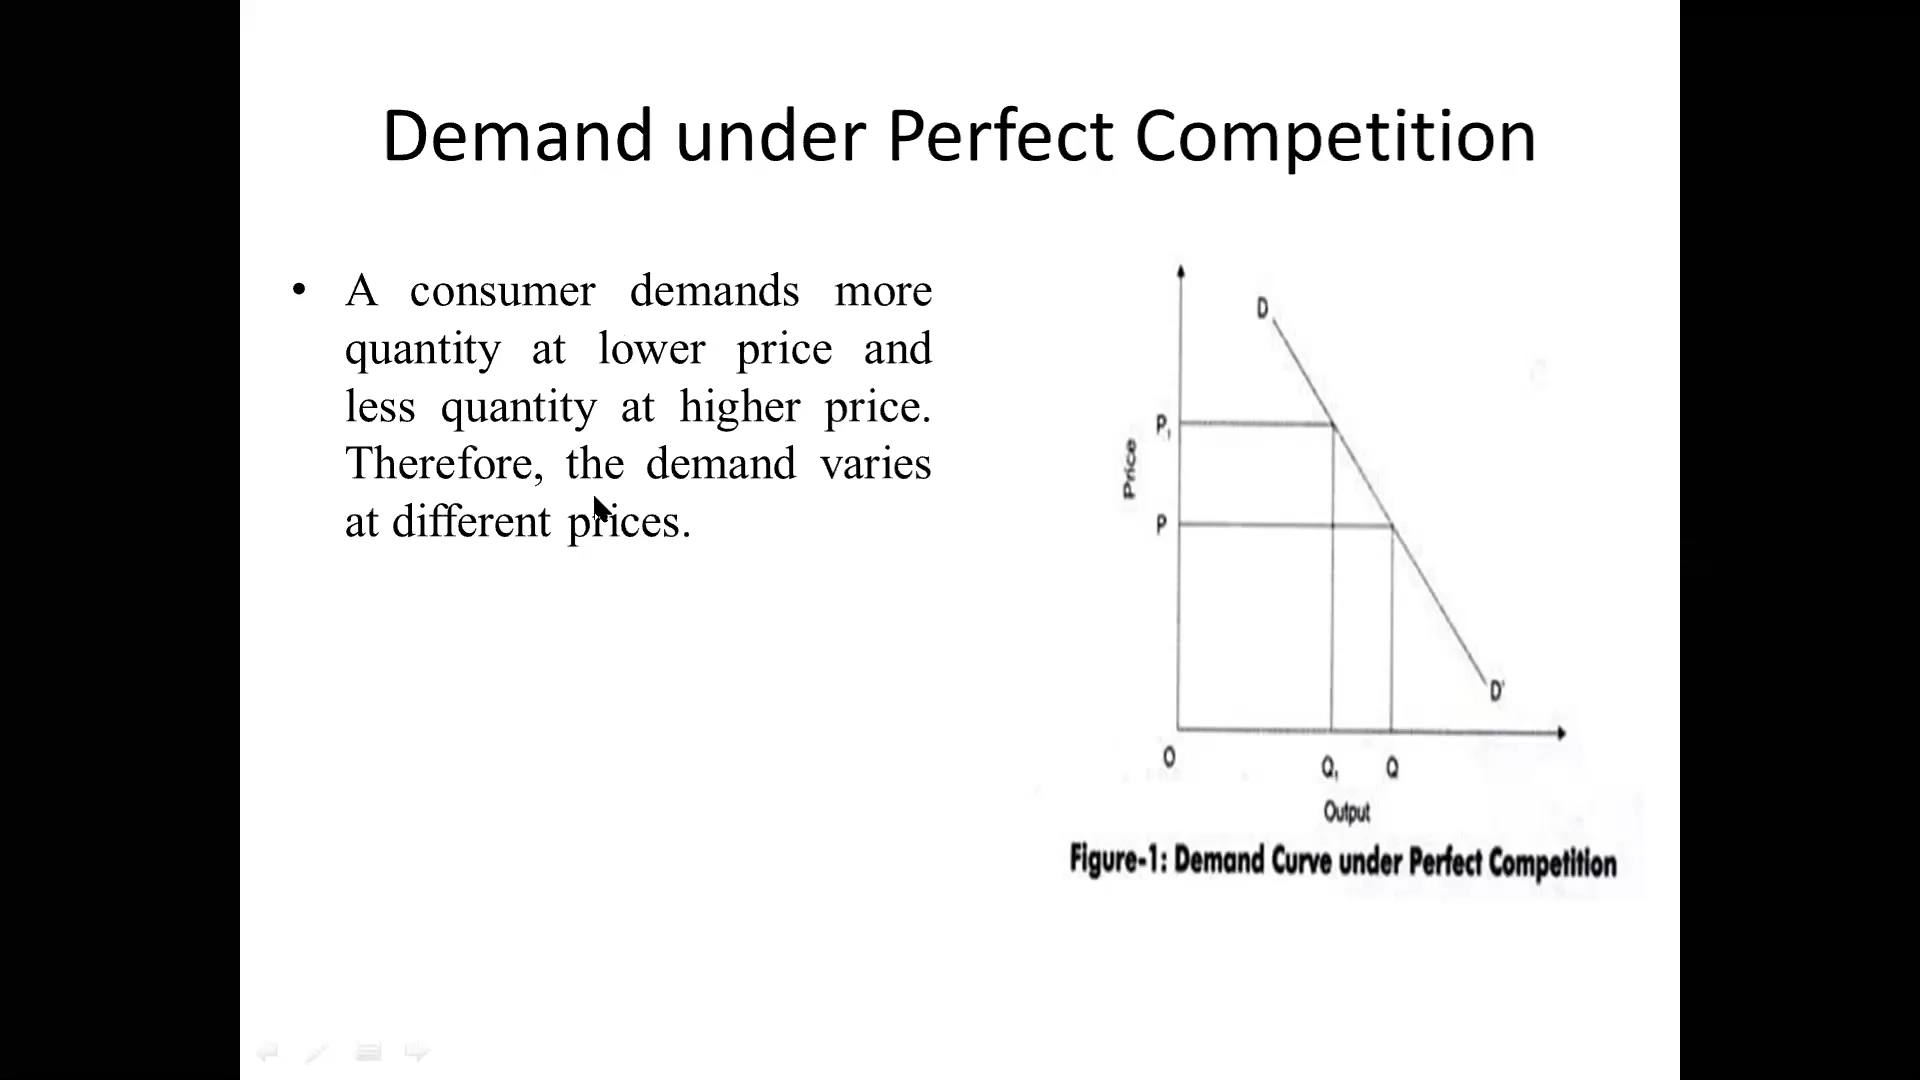 Demand under Perfect Competition
• A consumer demands more
quantity at lower price and
less quantity at higher price.
Therefore, the demand varies
at different prices.
D
P₁
Price
P
D'
O
Q₁ Q
Output
Figure-1: Demand Curve under Perfect Competition